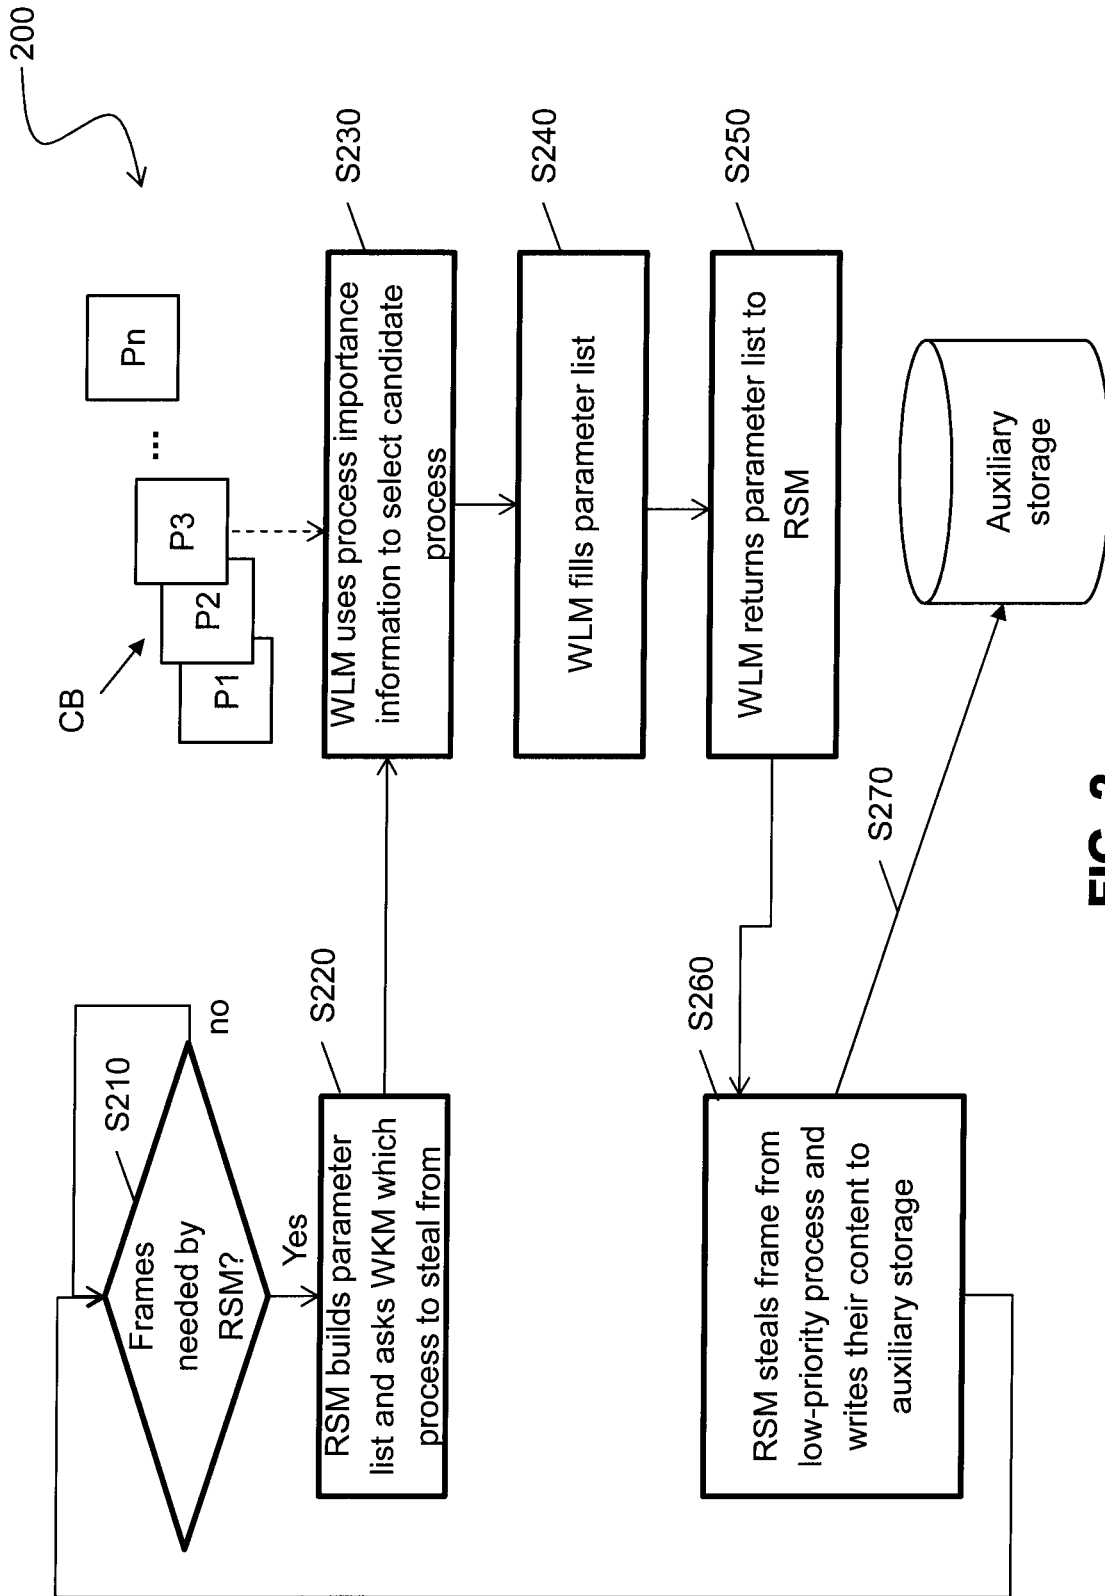 200
Frames
needed by
RSM?
S210
no
Yes
CB
P1
P2
P3
...
Pn
RSM builds parameter
list and asks WKM which
process to steal from
S220
WLM uses process importance
information to select candidate
process
S230
WLM fills parameter list
S240
WLM returns parameter list to
RSM
S250
RSM steals frame from
low-priority process and
writes their content to
auxiliary storage
S260
S270
Auxiliary
storage
FIG.